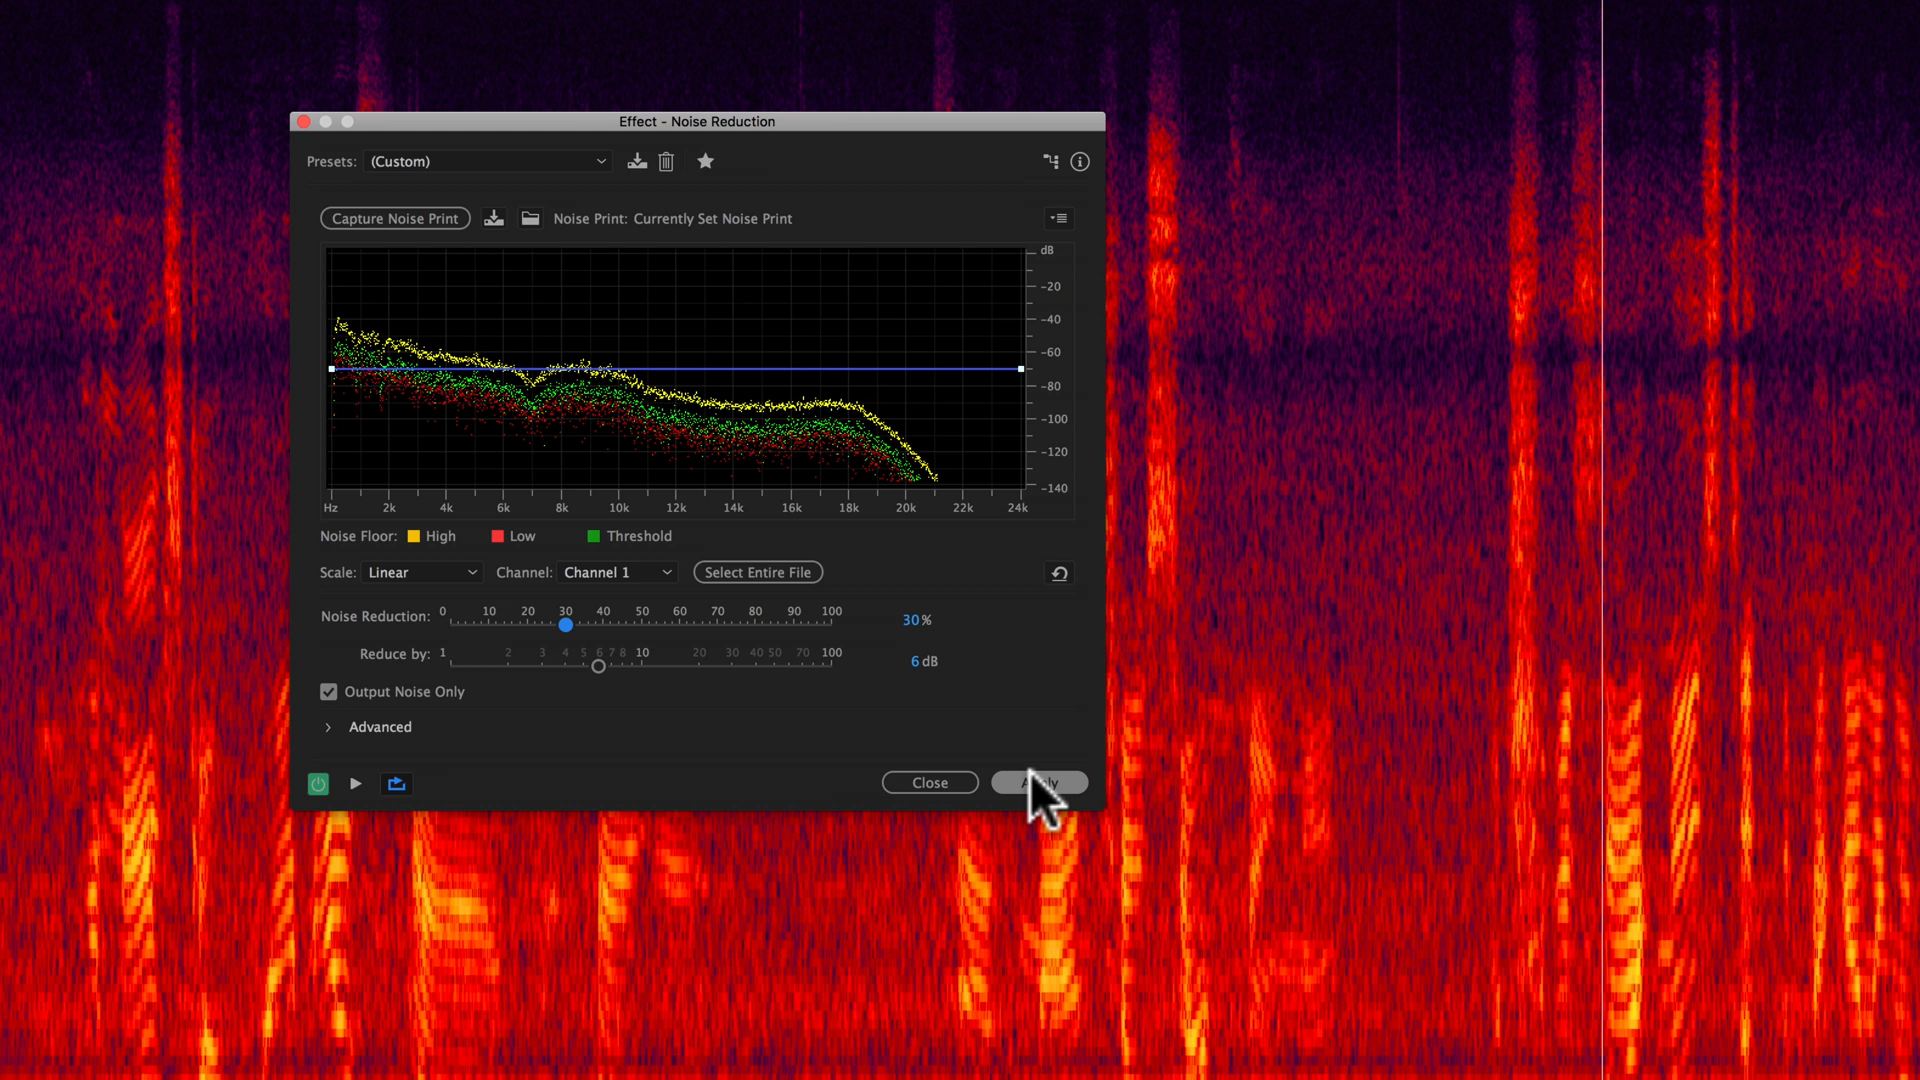 Effect - Noise Reduction
Presets: (Custom)
Capture Noise Print Noise Print: Currently Set Noise Print
dB
-20
-40
-60
-80
-100
-120
-140
Hz 2k 4k 6k 8k 10k 12k 14k 16k 18k 20k 22k 24k
Noise Floor: High Low Threshold
Scale: Linear Channel: Channel 1 Select Entire File
Noise Reduction: 0 10 20 30 40 50 60 70 80 90 100 30%
Reduce by: 1 2 3 4 5 6 7 8 10 20 30 40 50 70 100 6 dB
Output Noise Only
Advanced
Close